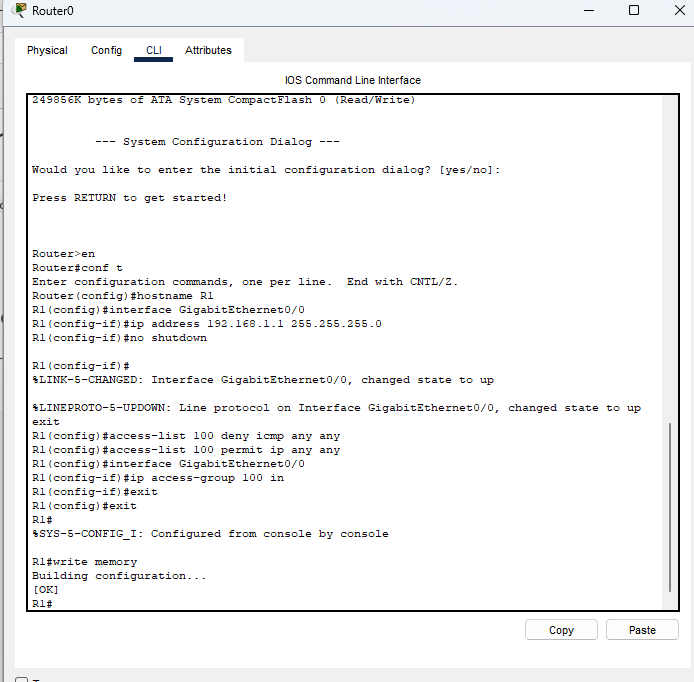 Router0
Physical Config CLI Attributes
IOS Command Line Interface
249856K bytes of ATA System CompactFlash 0 (Read/Write)
--- System Configuration Dialog ---
Would you like to enter the initial configuration dialog? [yes/no]:
Press RETURN to get started!
Router>en
Router#conf t
Enter configuration commands, one per line.  End with CNTL/Z.
Router(config)#hostname R1
R1(config)#interface GigabitEthernet0/0
R1(config-if)#ip address 192.168.1.1 255.255.255.0
R1(config-if)#no shutdown
R1(config-if)#
%LINK-5-CHANGED: Interface GigabitEthernet0/0, changed state to up
%LINEPROTO-5-UPDOWN: Line protocol on Interface GigabitEthernet0/0, changed state to up
exit
R1(config)#access-list 100 deny icmp any any
R1(config)#access-list 100 permit ip any any
R1(config)#interface GigabitEthernet0/0
R1(config-if)#ip access-group 100 in
R1(config-if)#exit
R1(config)#exit
R1#
%SYS-5-CONFIG_I: Configured from console by console
R1#write memory
Building configuration...
[OK]
R1#
Copy Paste